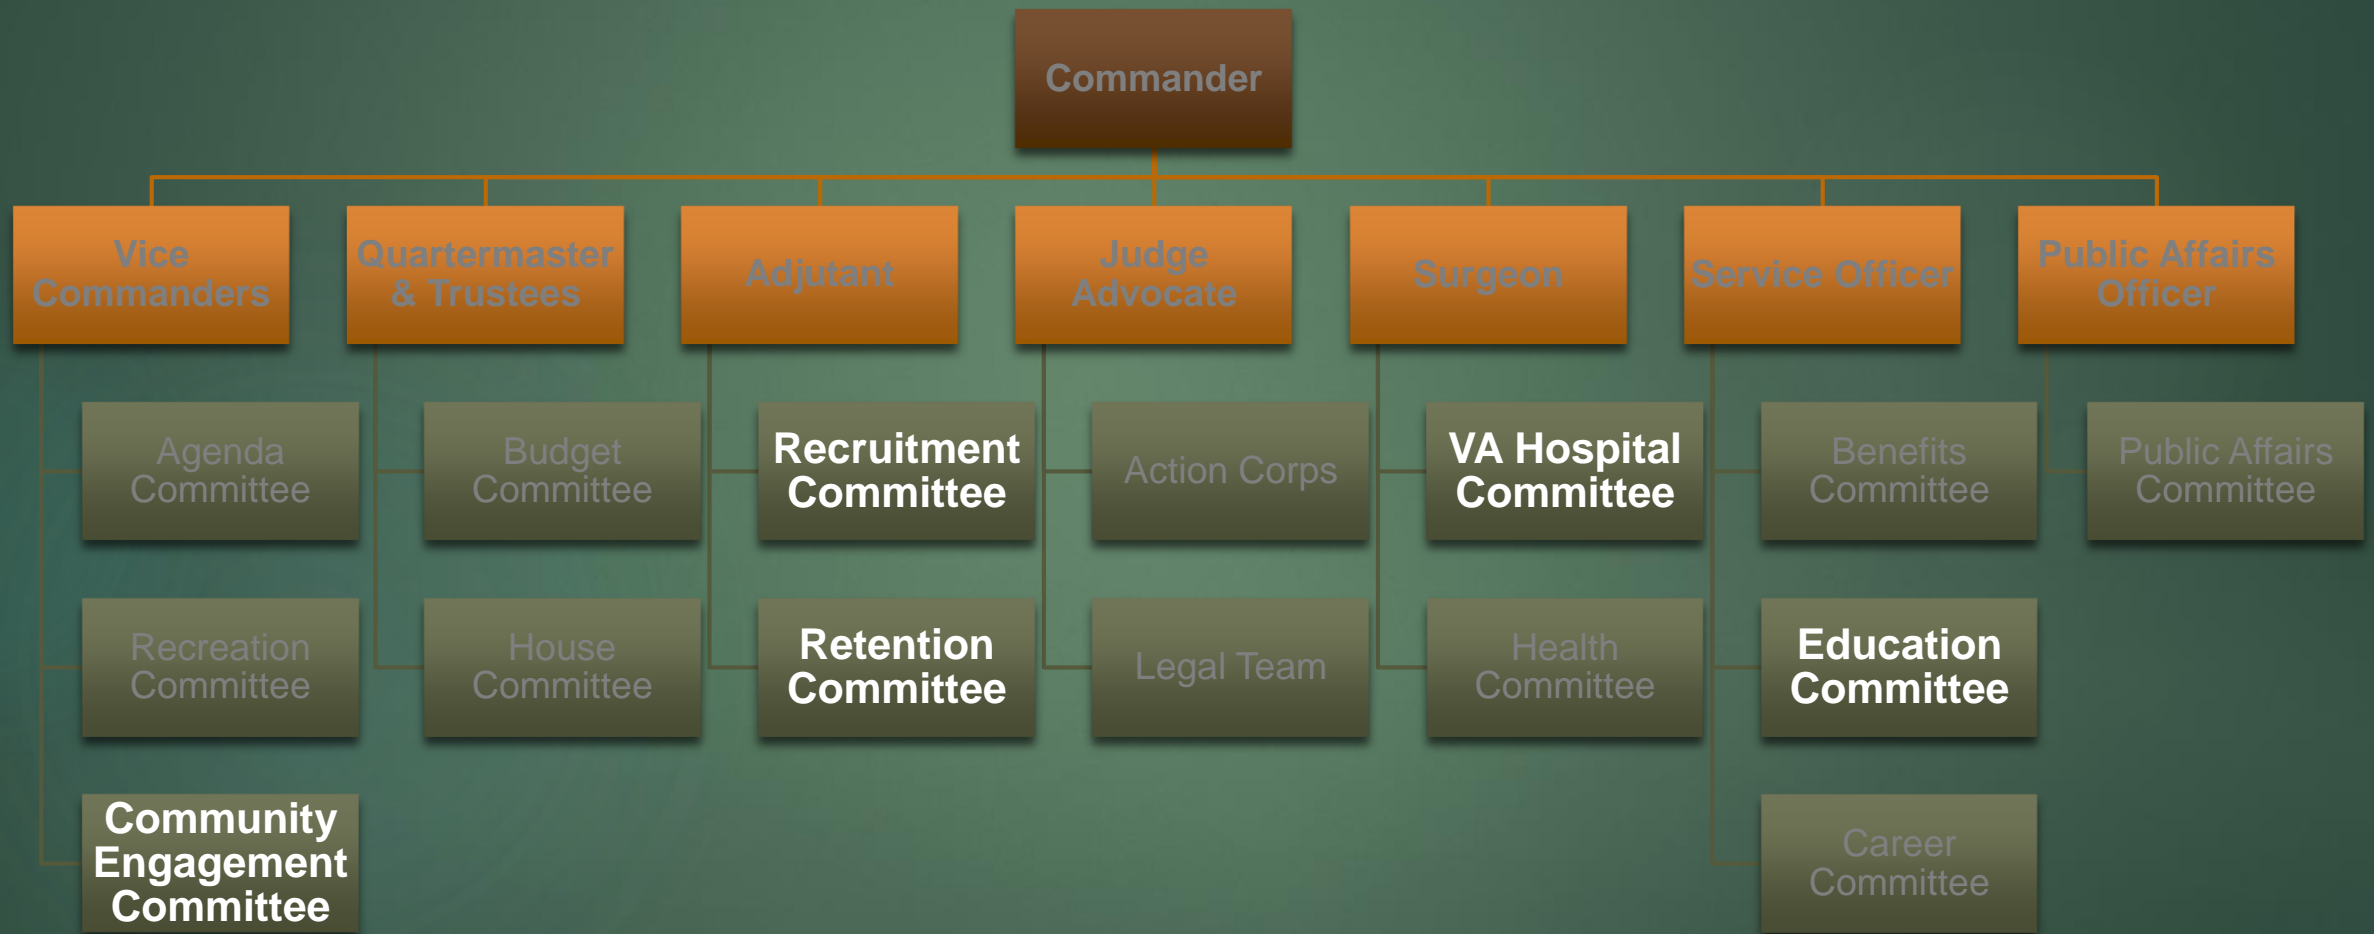 Commander
Vice
Commanders
Quartermaster
& Trustees
Adjutant
Judge
Advocate
Surgeon
Service Officer
Public Affairs
Officer
Agenda
Committee
Budget
Committee
Recruitment
Committee
Action Corps
VA Hospital
Committee
Benefits
Committee
Public Affairs
Committee
Recreation
Committee
House
Committee
Retention
Committee
Legal Team
Health
Committee
Education
Committee
Community
Engagement
Committee
Career
Committee